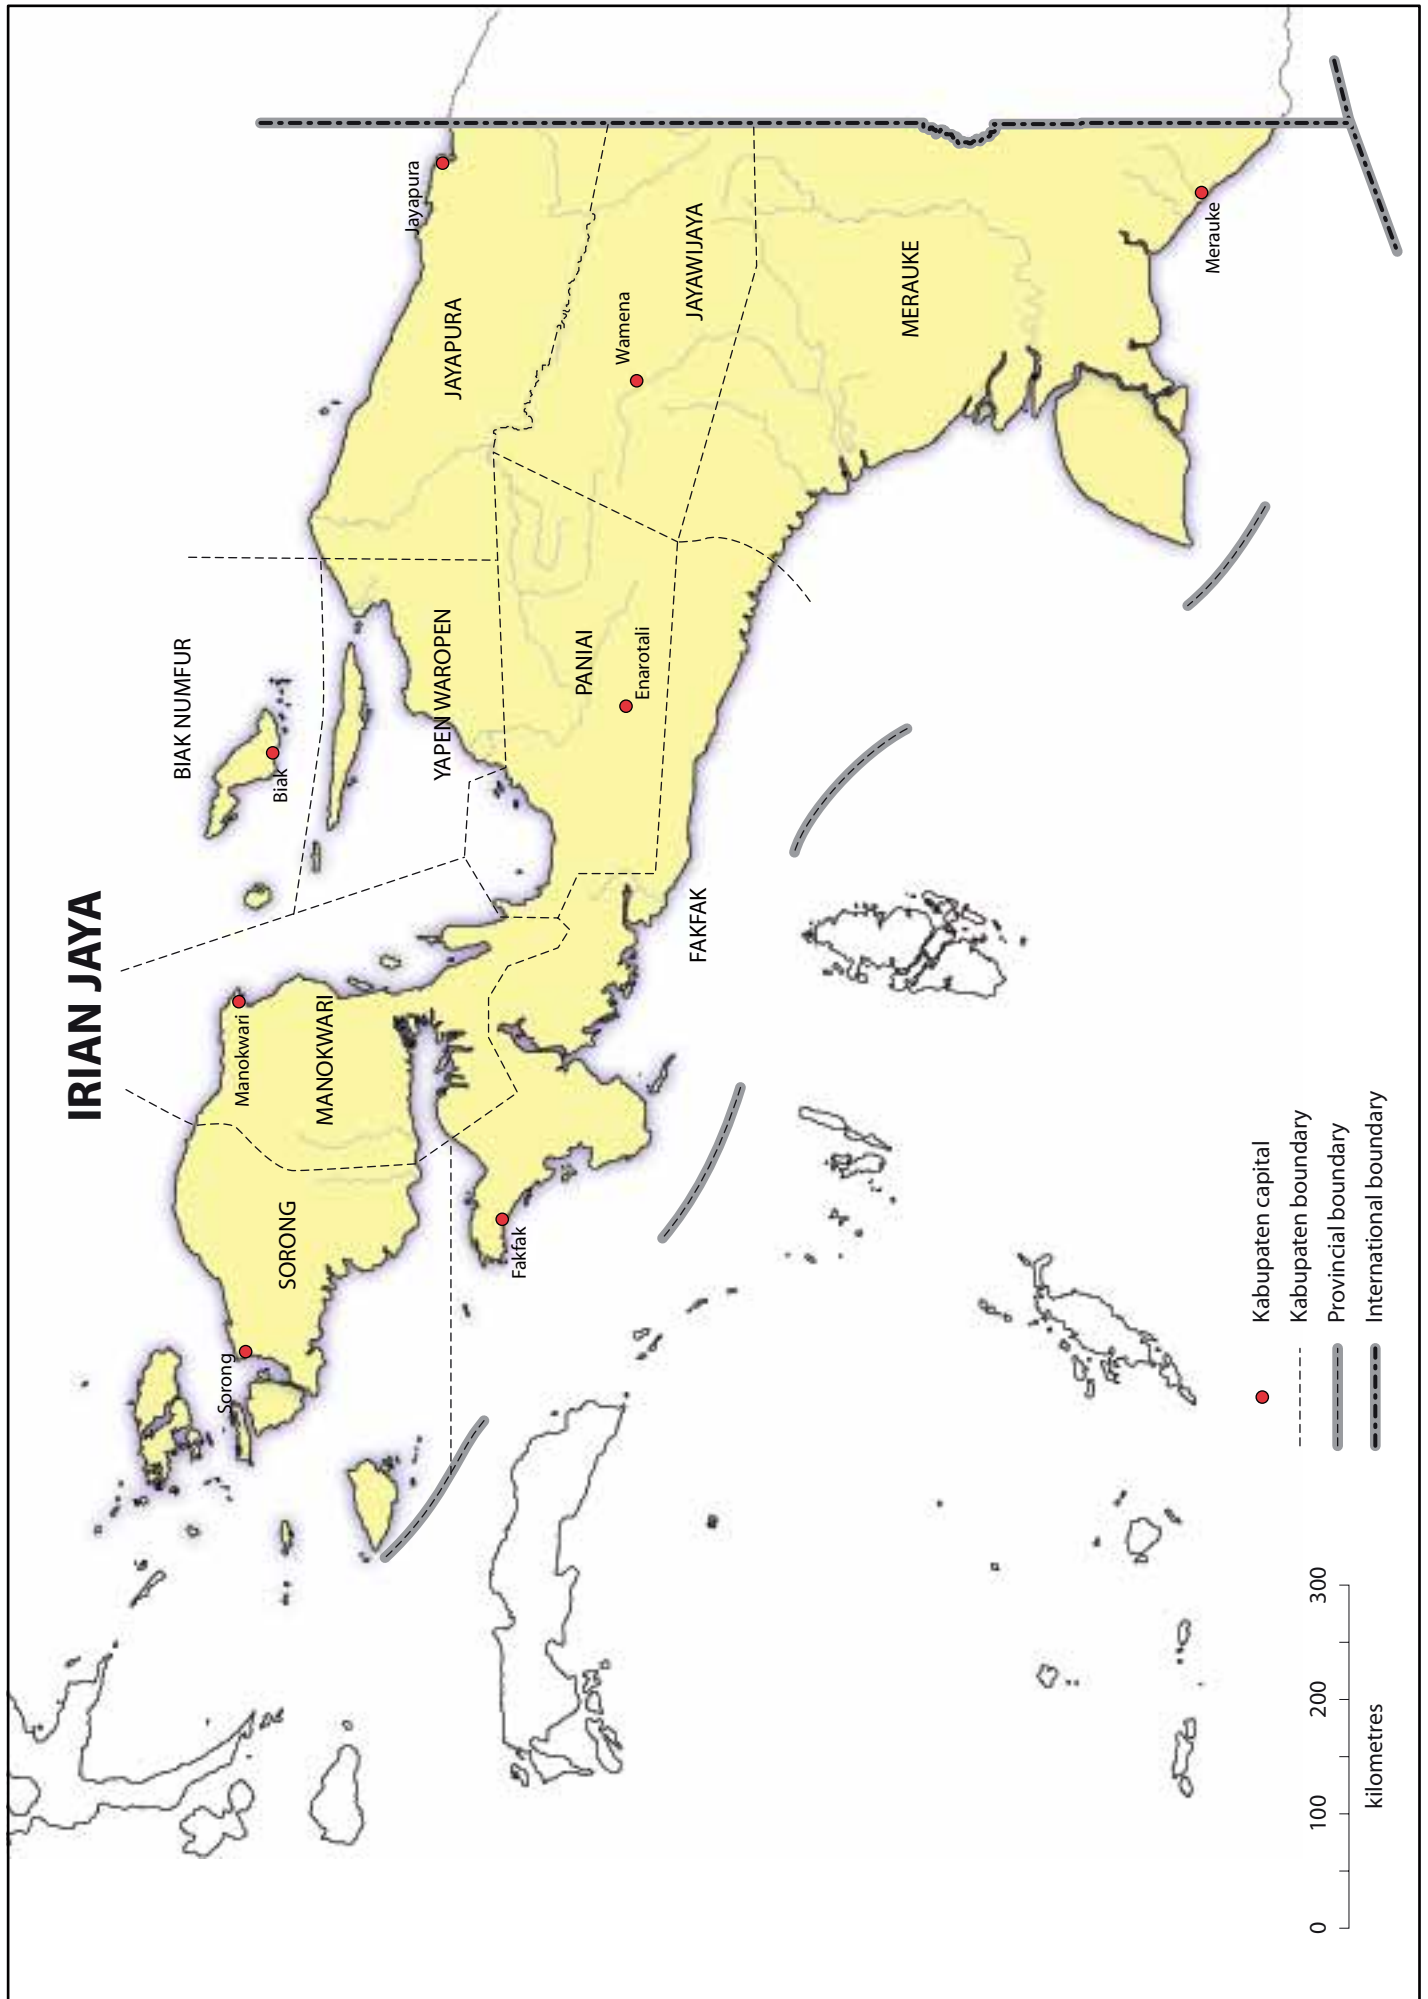 IRIAN JAYA
BIAK NUMFUR
Biak
Manokwari
MANOKWARI
SORONG
Sorong
Jayapura
JAYAPURA
YAPEN WAROPEN
Wamena
JAYAWIJAYA
PANIAI
Enarotali
FAKFAK
Fakfak
MERAUKE
Merauke
Kabupaten capital
Kabupaten boundary
Provincial boundary
International boundary
0 100 200 300
kilometres